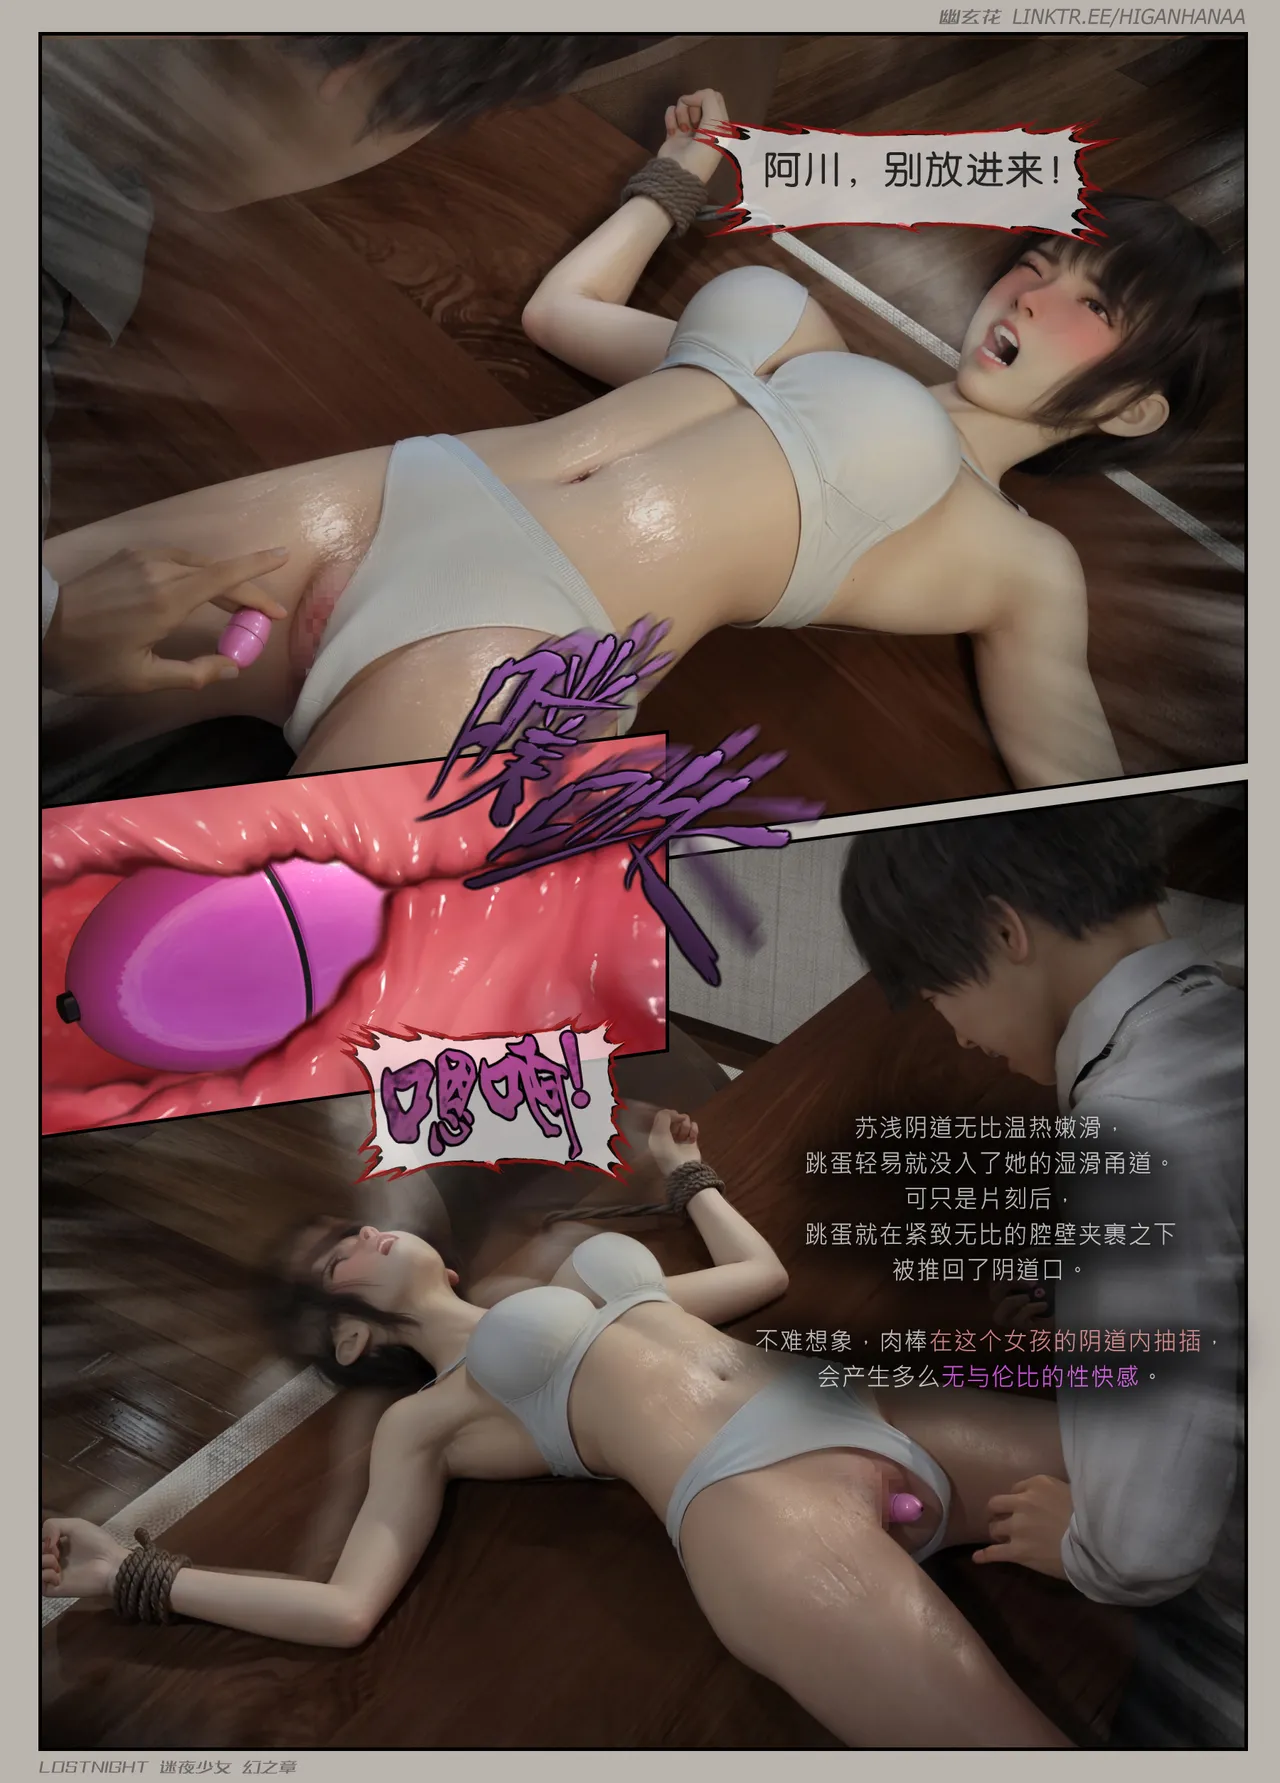 幽玄花 LINKTR.EE/HIGANHANAA
阿川，别放进来！
噗呲
嗯哼！
苏浅阴道无比温热嫩滑，
跳蛋轻易就没入了她的湿滑甬道。
可只是片刻后，
跳蛋就在紧致无比的腔壁夹裹之下
被推回了阴道口。
不难想象，肉棒在这个女孩的阴道内抽插，
会产生多么无与伦比的性快感。
LOSTNIGHT 迷夜少女 幻之章